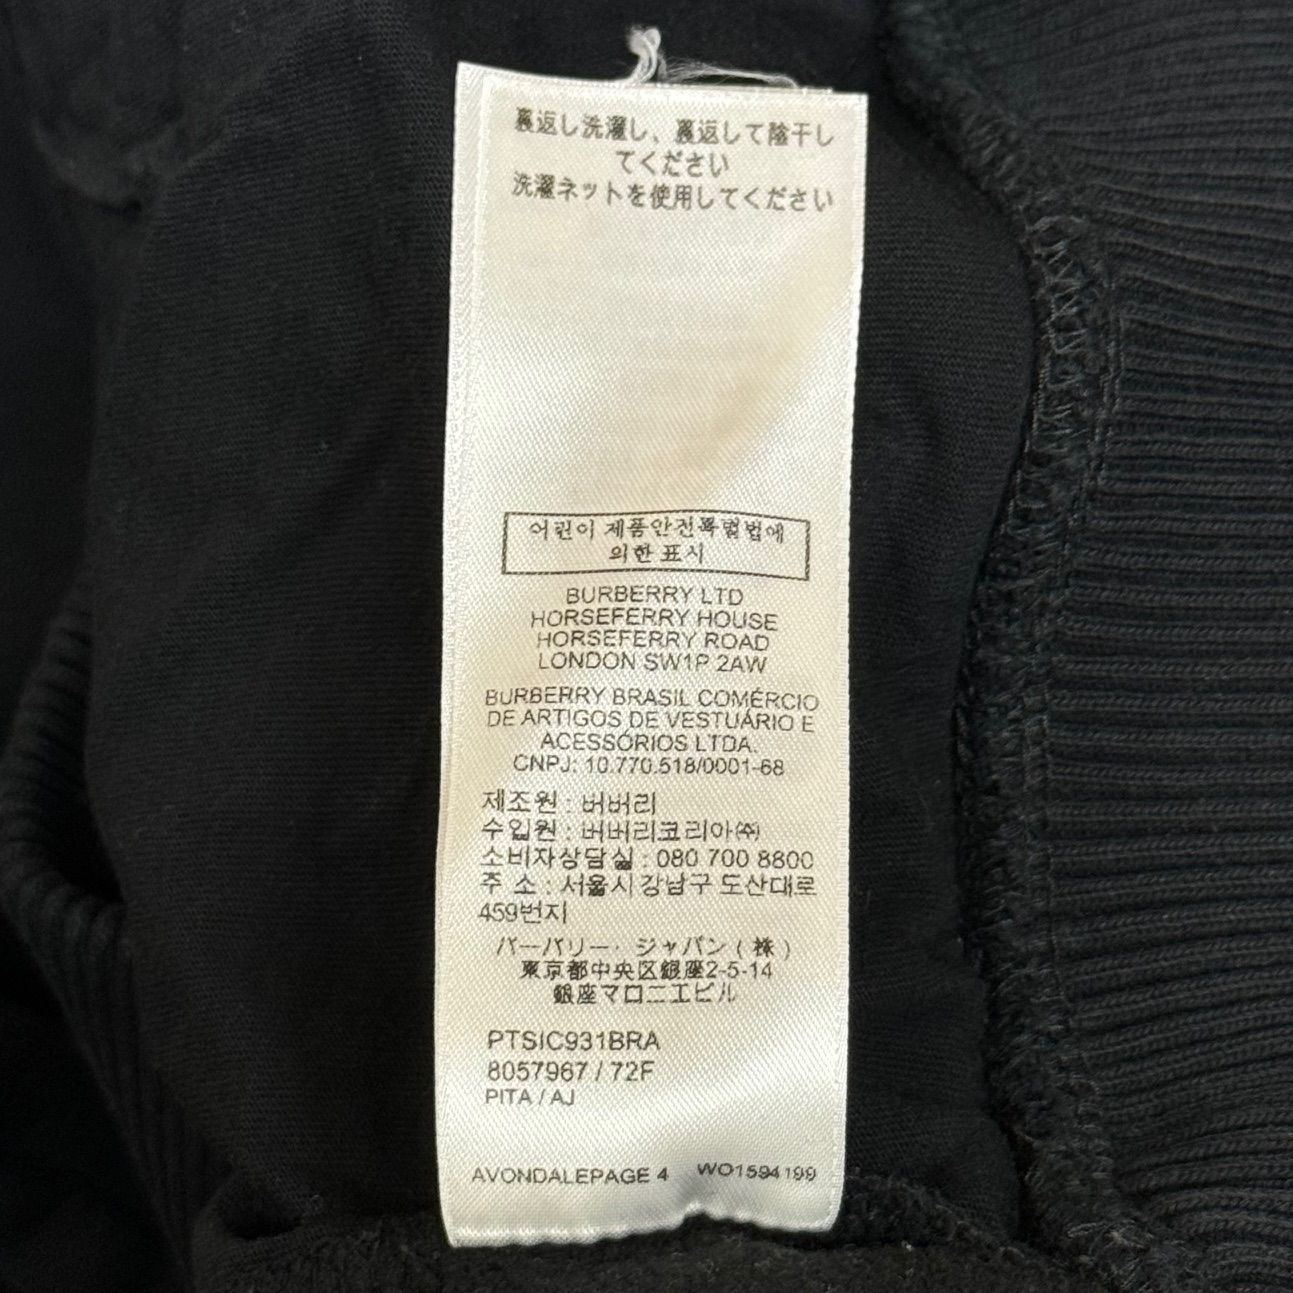 裏返し洗濯し、裏返して陰干し
てください
洗濯ネットを使用してください
어린이 제품안전특별법에
의한 표시
BURBERRY LTD
HORSEFERRY HOUSE
HORSEFERRY ROAD
LONDON SW1P 2AW
BURBERRY BRASIL COMÉRCIO
DE ARTIGOS DE VESTUÁRIO E
ACESSÓRIOS LTDA.
CNPJ: 10.770.518/0001-68
제조원 : 버버리
수입원 : 버버리코리아㈜
소비자상담실 : 080 700 8800
주 소 : 서울시 강남구 도산대로
459번지
バーバリー・ジャパン(株)
東京都中央区銀座2-5-14
銀座マロニエビル
PTSIC931BRA
8057967 / 72F
PITA / AJ
AVONDALEPAGE 4 WO1594199